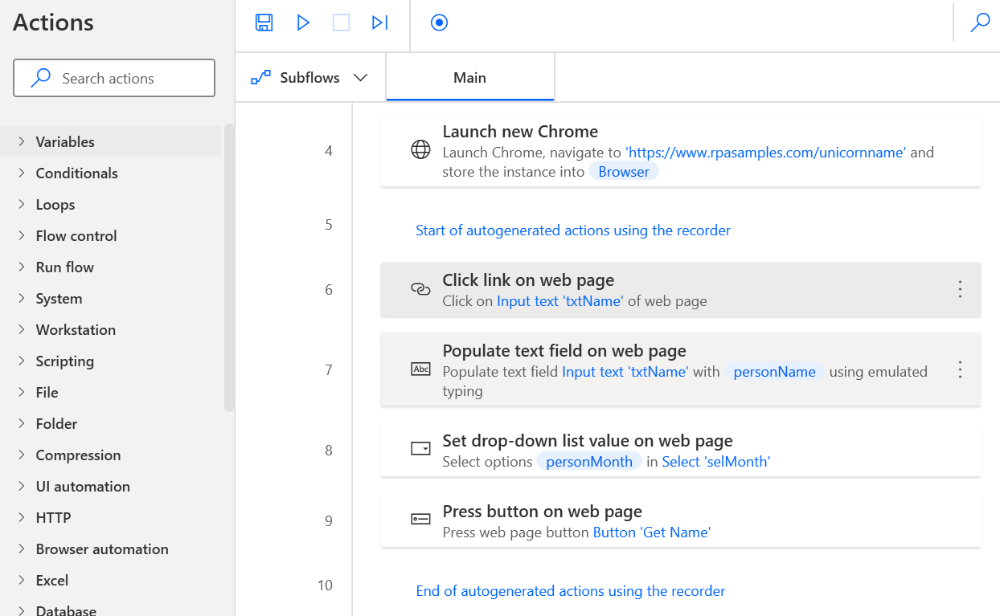 Actions
Search actions
Variables
Conditionals
Loops
Flow control
Run flow
System
Workstation
Scripting
File
Folder
Compression
UI automation
HTTP
Browser automation
Excel
Database
Subflows
Main
4
Launch new Chrome
Launch Chrome, navigate to 'https://www.rpasamples.com/unicornname' and
store the instance into Browser
5
Start of autogenerated actions using the recorder
6
Click link on web page
Click on Input text 'txtName' of web page
7
Abc
Populate text field on web page
Populate text field Input text 'txtName' with personName using emulated
typing
8
Set drop-down list value on web page
Select options personMonth in Select 'selMonth'
9
Press button on web page
Press web page button Button 'Get Name'
10
End of autogenerated actions using the recorder